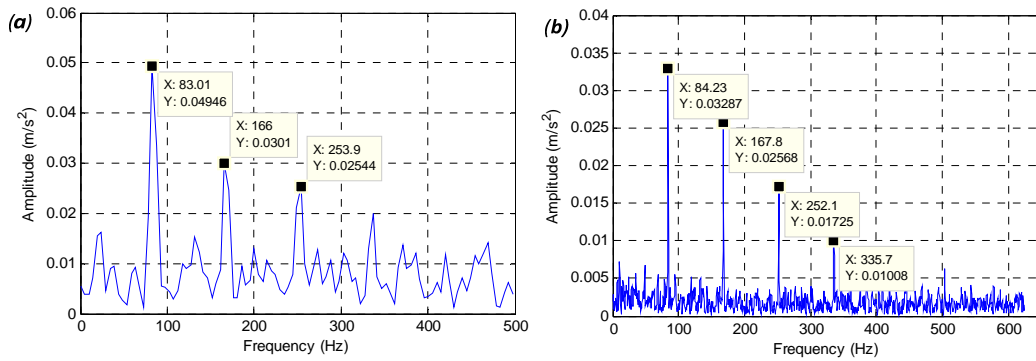 (a)
0.06
0.05
0.04
0.03
0.02
0.01
0
0 100 200 300 400 500
Amplitude (m/s²)
Frequency (Hz)
X: 83.01
Y: 0.04946
X: 166
Y: 0.0301
X: 253.9
Y: 0.02544
(b)
0.04
0.035
0.03
0.025
0.02
0.015
0.01
0.005
0
0 100 200 300 400 500 600
Amplitude (m/s²)
Frequency (Hz)
X: 84.23
Y: 0.03287
X: 167.8
Y: 0.02568
X: 252.1
Y: 0.01725
X: 335.7
Y: 0.01008